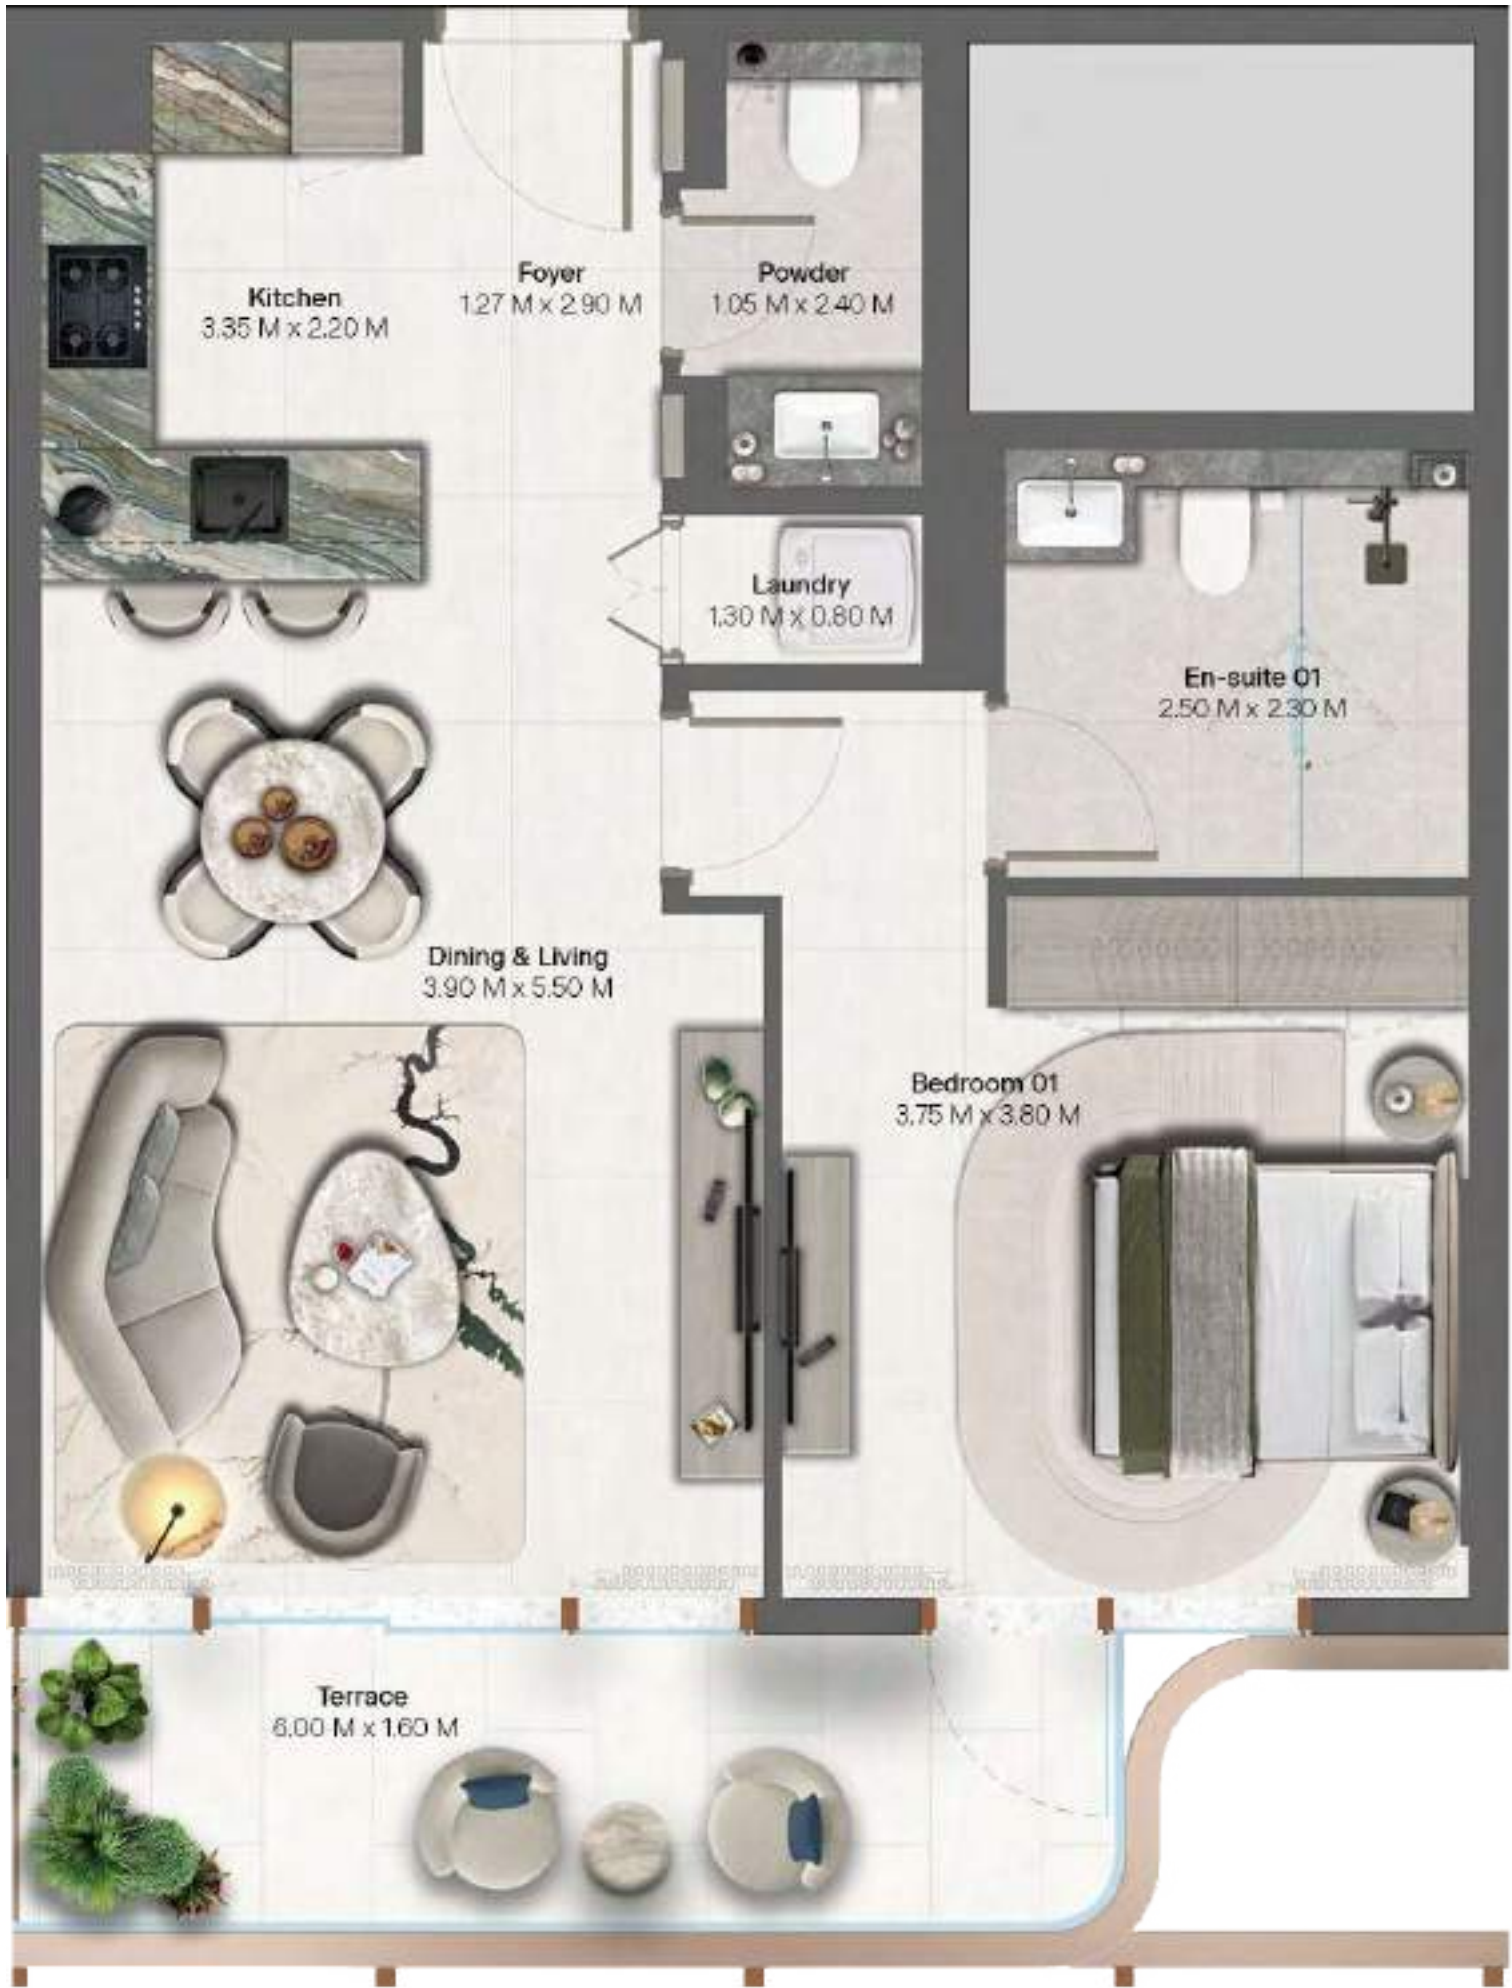 Kitchen
3.35 M x 2.20 M
Foyer
1.27 M x 2.90 M
Powder
1.05 M x 2.40 M
Laundry
1.30 M x 0.80 M
En-suite 01
2.50 M x 2.30 M
Dining & Living
3.90 M x 5.50 M
Bedroom 01
3.75 M x 3.80 M
Terrace
6.00 M x 1.60 M